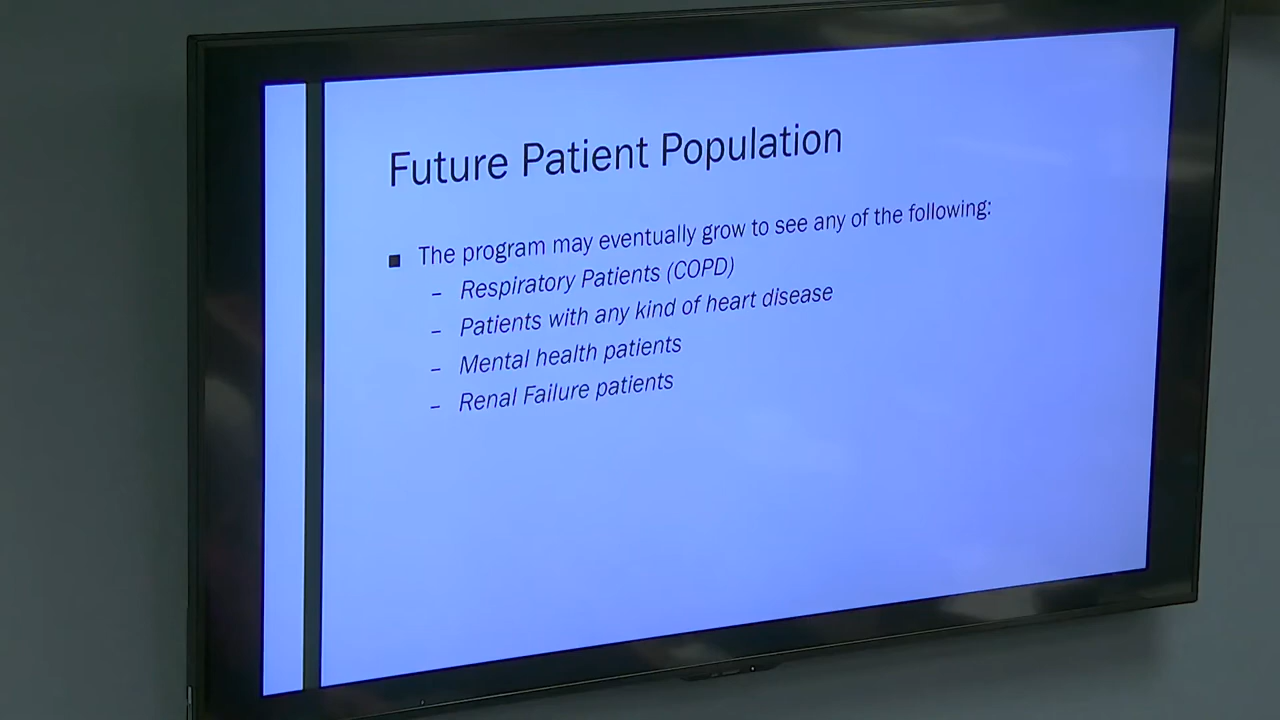 Future Patient Population
■ The program may eventually grow to see any of the following:
– Respiratory Patients (COPD)
– Patients with any kind of heart disease
– Mental health patients
– Renal Failure patients